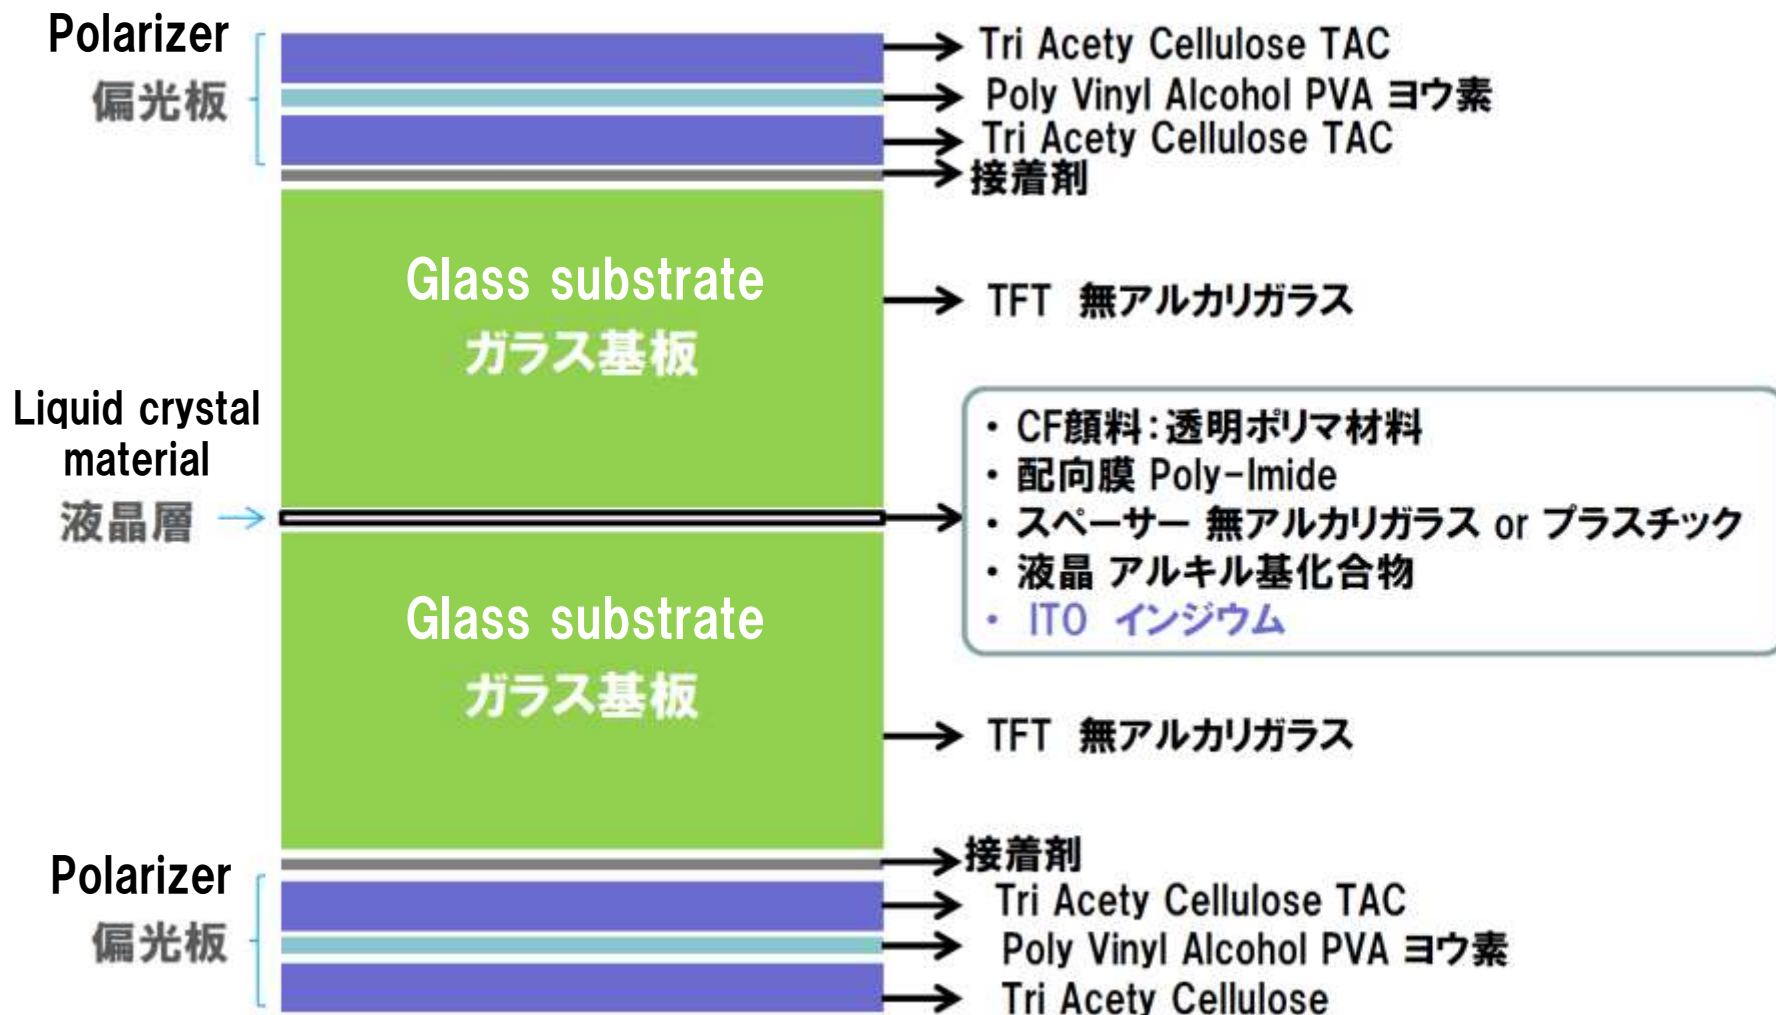 Polarizer
偏光板
Tri Acety Cellulose TAC
Poly Vinyl Alcohol PVA ヨウ素
Tri Acety Cellulose TAC
接着剤
Glass substrate
ガラス基板
TFT 無アルカリガラス
Liquid crystal
material
液晶層
・ CF顔料：透明ポリマ材料
・ 配向膜 Poly-Imide
・ スペーサー 無アルカリガラス or プラスチック
・ 液晶 アルキル基化合物
・ ITO インジウム
Glass substrate
ガラス基板
TFT 無アルカリガラス
接着剤
Polarizer
偏光板
Tri Acety Cellulose TAC
Poly Vinyl Alcohol PVA ヨウ素
Tri Acety Cellulose